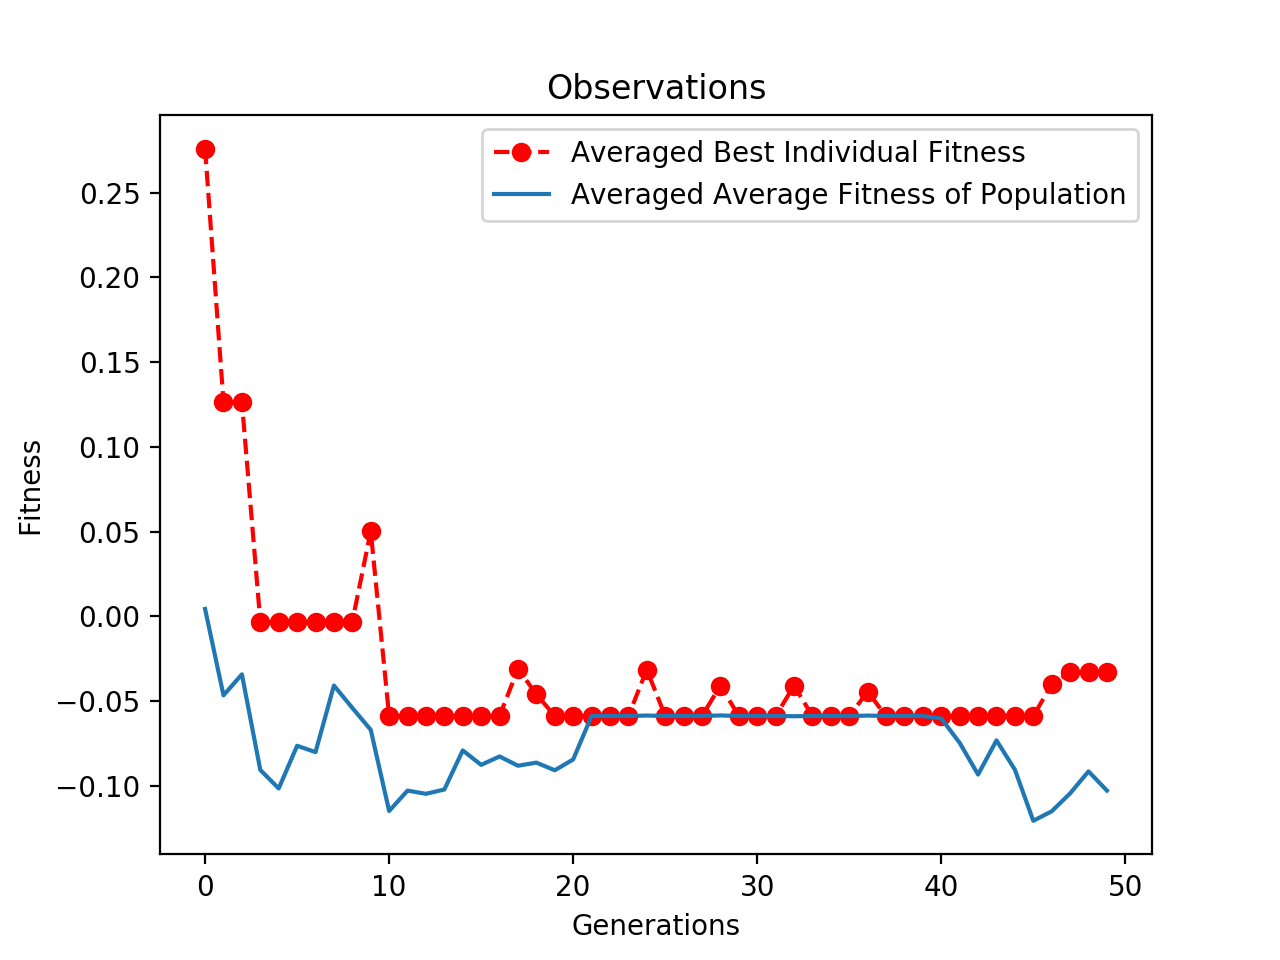 Observations
Averaged Best Individual Fitness
Averaged Average Fitness of Population
Fitness
0.25
0.20
0.15
0.10
0.05
0.00
−0.05
−0.10
0 10 20 30 40 50
Generations